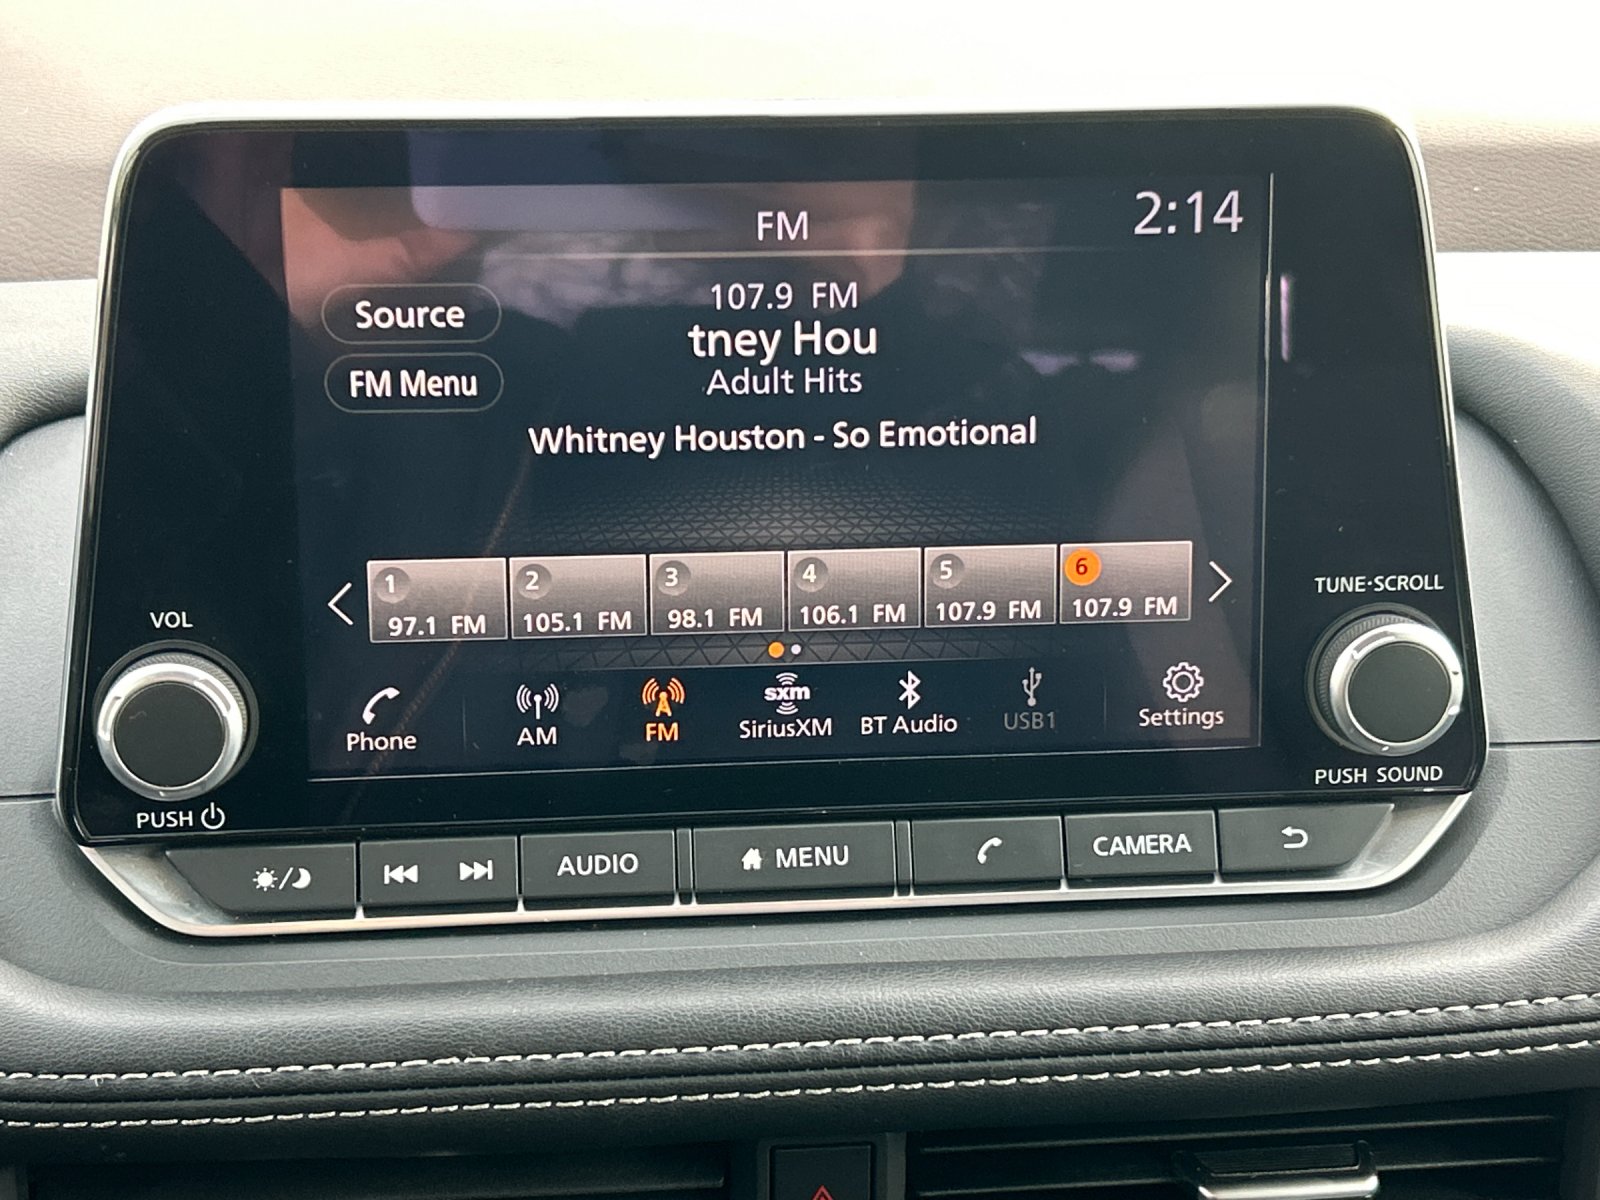 FM
2:14
Source
107.9 FM
tney Hou
FM Menu
Adult Hits
Whitney Houston - So Emotional
1
97.1 FM
2
105.1 FM
3
98.1 FM
4
106.1 FM
5
107.9 FM
6
107.9 FM
Phone
AM
FM
sxm
SiriusXM
BT Audio
USB1
Settings
VOL
PUSH
TUNE·SCROLL
PUSH SOUND
AUDIO
MENU
CAMERA